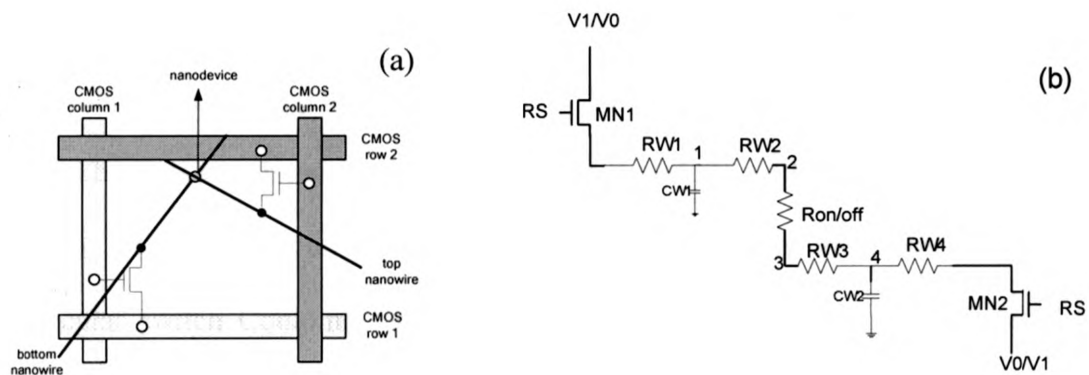 (a)
nanodevice
CMOS
column 1
CMOS
column 2
CMOS
row 2
top
nanowire
CMOS
row 1
bottom
nanowire
V1/V0
(b)
RS
MN1
RW1
1
RW2
2
CW1
Ron/off
3
RW3
4
RW4
CW2
MN2
RS
V0/V1